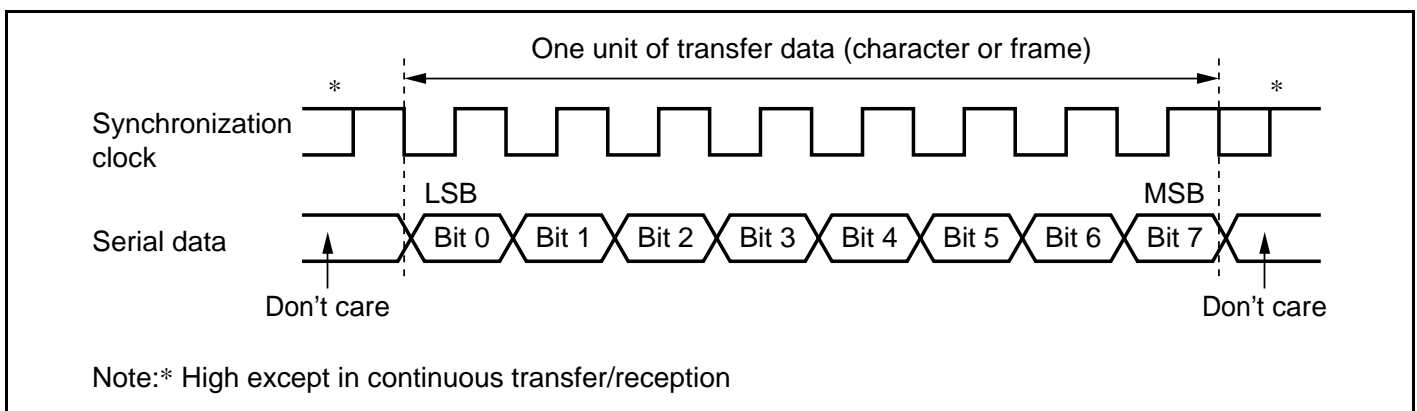 One unit of transfer data (character or frame)
* *
Synchronization
clock
LSB MSB
Serial data Bit 0 Bit 1 Bit 2 Bit 3 Bit 4 Bit 5 Bit 6 Bit 7
Don’t care Don’t care
Note:* High except in continuous transfer/reception